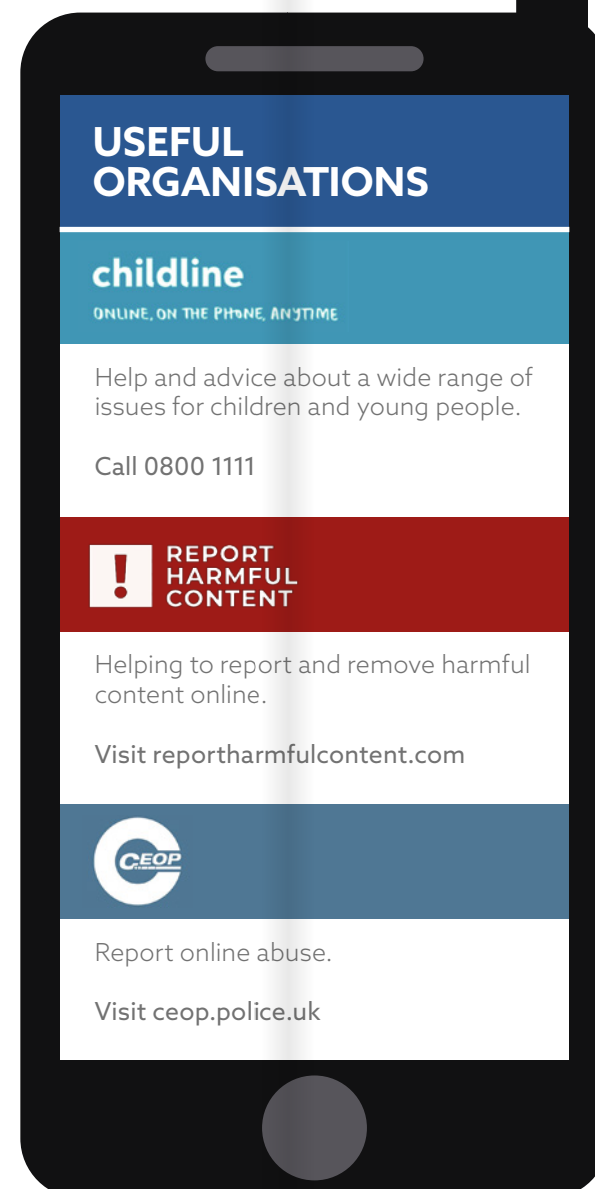 USEFUL
ORGANISATIONS
childline
ONLINE, ON THE PHONE, ANYTIME
Help and advice about a wide range of
issues for children and young people.
Call 0800 1111
!
REPORT
HARMFUL
CONTENT
Helping to report and remove harmful
content online.
Visit reportharmfulcontent.com
CEOP
Report online abuse.
Visit ceop.police.uk